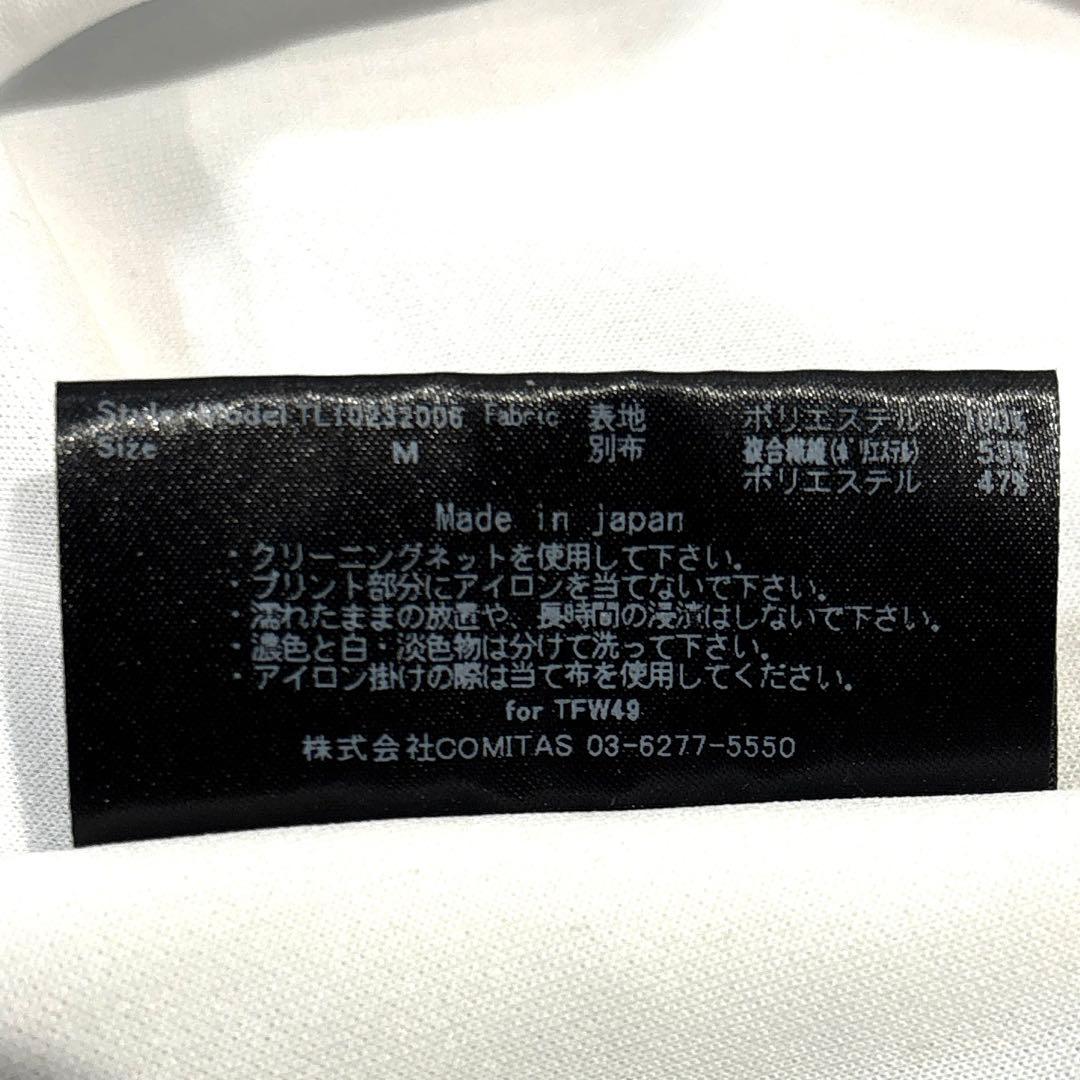 Style Model TL10232006 Fabric 表地 ポリエステル 100%
Size M 別布 複合繊維(ポリエステル) 53%
ポリエステル 47%
Made in japan
・クリーニングネットを使用して下さい。
・プリント部分にアイロンを当てないで下さい。
・濡れたままの放置や、長時間の浸漬はしないで下さい。
・濃色と白・淡色物は分けて洗って下さい。
・アイロン掛けの際は当て布を使用してください。
for TFW49
株式会社COMITAS 03-6277-5550